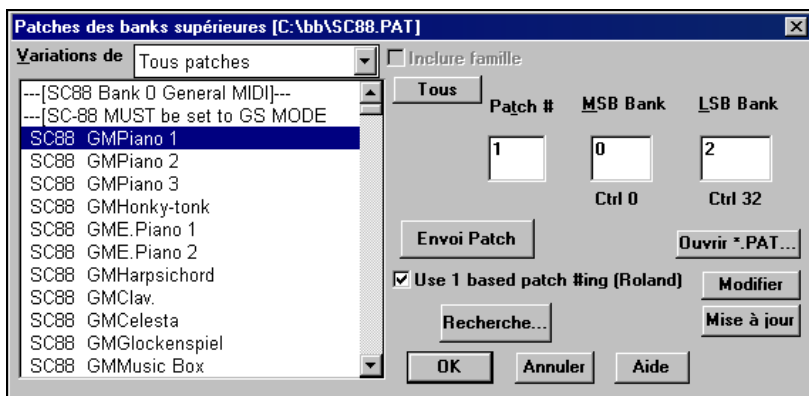 Patches des banks supérieures [C:\bb\SC88.PAT]
Variations de
Tous patches
Inclure famille
---[SC88 Bank 0 General MIDI]---
---[SC-88 MUST be set to GS MODE
SC88 GMPiano 1
SC88 GMPiano 2
SC88 GMPiano 3
SC88 GMHonky-tonk
SC88 GME.Piano 1
SC88 GME.Piano 2
SC88 GMHarpsichord
SC88 GMClav.
SC88 GMCelesta
SC88 GMGlockenspiel
SC88 GMMusic Box
Tous
Patch # MSB Bank LSB Bank
1 0 2
Ctrl 0 Ctrl 32
Envoi Patch
Ouvrir *.PAT...
Use 1 based patch #ing (Roland)
Modifier
Recherche...
Mise à jour
OK Annuler Aide